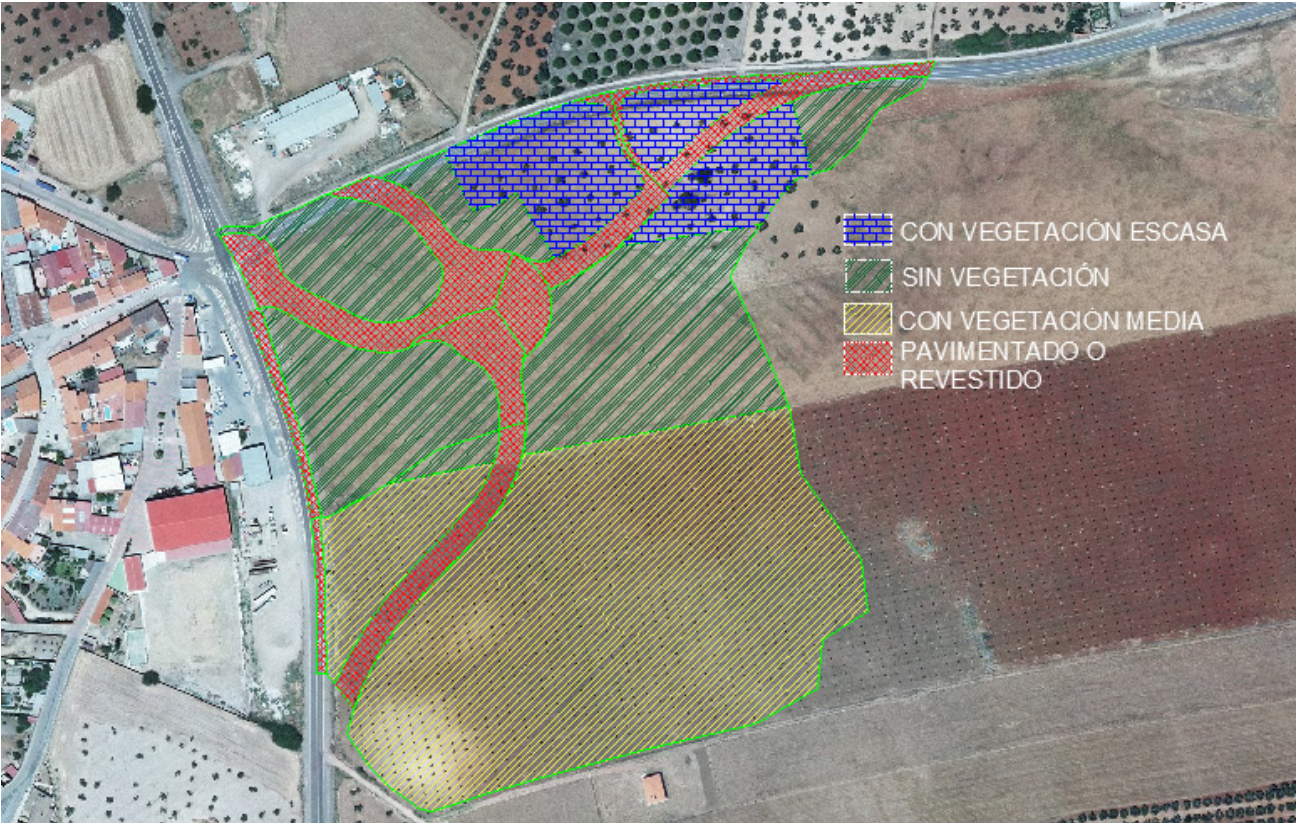 CON VEGETACIÓN ESCASA
SIN VEGETACIÓN
CON VEGETACIÓN MEDIA
PAVIMENTADO O
REVESTIDO